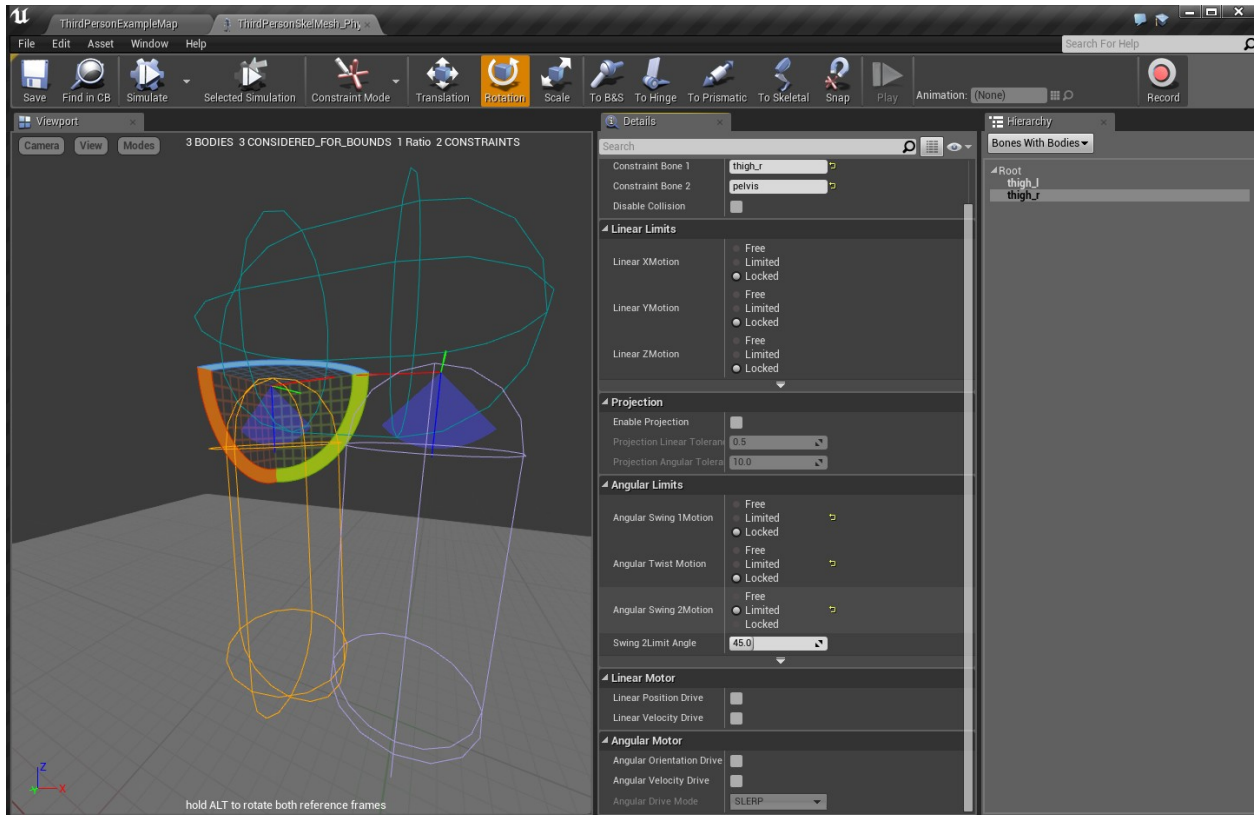 ThirdPersonExampleMap
ThirdPersonSkelMesh_Phy
File Edit Asset Window Help
Search For Help
Save Find in CB Simulate Selected Simulation Constraint Mode Translation Rotation Scale To B&S To Hinge To Prismatic To Skeletal Snap Play Animation: (None) Record
Viewport
Camera View Modes
3 BODIES 3 CONSIDERED_FOR_BOUNDS 1 Ratio 2 CONSTRAINTS
Z
X
Y
hold ALT to rotate both reference frames
Details
Search
Constraint Bone 1 thigh_r
Constraint Bone 2 pelvis
Disable Collision
Linear Limits
Free
Linear XMotion Limited
Locked
Free
Linear YMotion Limited
Locked
Free
Linear ZMotion Limited
Locked
Projection
Enable Projection
Projection Linear Toleran 0.5
Projection Angular Tolera 10.0
Angular Limits
Free
Angular Swing 1Motion Limited
Locked
Free
Angular Twist Motion Limited
Locked
Free
Angular Swing 2Motion Limited
Locked
Swing 2Limit Angle 45.0
Linear Motor
Linear Position Drive
Linear Velocity Drive
Angular Motor
Angular Orientation Drive
Angular Velocity Drive
Angular Drive Mode SLERP
Hierarchy
Bones With Bodies
Root
thigh_l
thigh_r